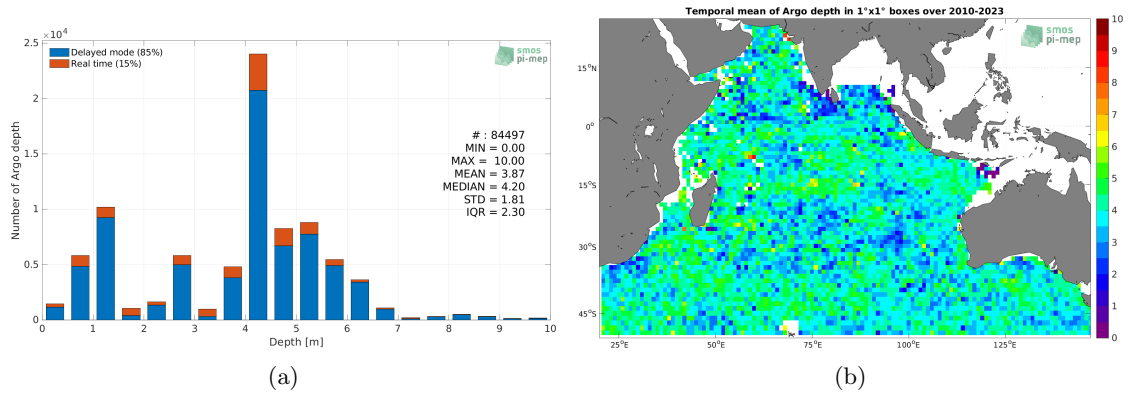 Temporal mean of Argo depth in 1°x1° boxes over 2010-2023
×10⁴
2.5
2
1.5
1
0.5
0
Number of Argo depth
Delayed mode (85%)
Real time (15%)
smos
pi-mep
# : 84497
MIN = 0.00
MAX = 10.00
MEAN = 3.87
MEDIAN = 4.20
STD = 1.81
IQR = 2.30
0 1 2 3 4 5 6 7 8 9 10
Depth [m]
(a)
smos
pi-mep
15°N
0°
15°S
30°S
45°S
25°E 50°E 75°E 100°E 125°E
10
9
8
7
6
5
4
3
2
1
0
(b)